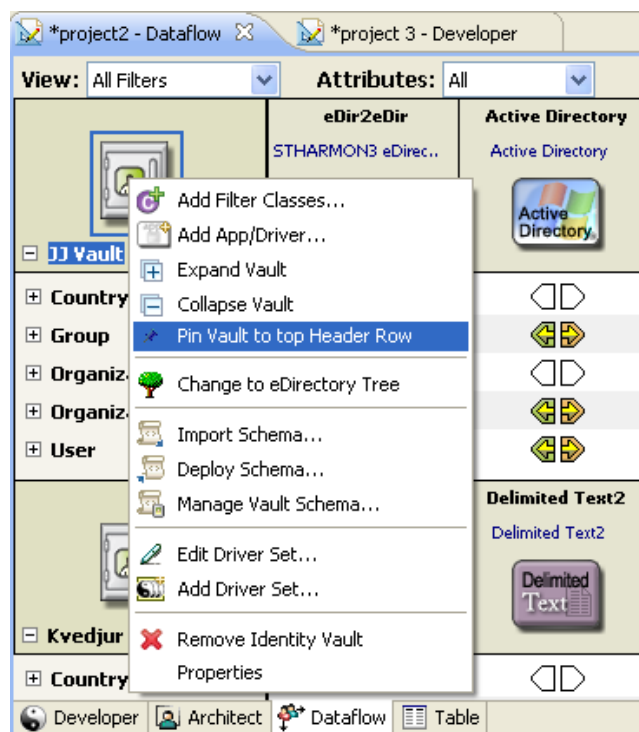 *project2 - Dataflow
*project 3 - Developer
View: All Filters Attributes: All
eDir2eDir Active Directory
STHARMON3 eDirec.. Active Directory
Active Directory
JJ Vault
Add Filter Classes...
Add App/Driver...
Expand Vault
Collapse Vault
Pin Vault to top Header Row
Change to eDirectory Tree
Import Schema...
Deploy Schema...
Manage Vault Schema...
Edit Driver Set...
Add Driver Set...
Remove Identity Vault
Properties
Country
Group
Organiz.
Organiz.
User
Delimited Text2
Delimited Text2
Delimited Text
Kvedjur
Country
Developer Architect Dataflow Table